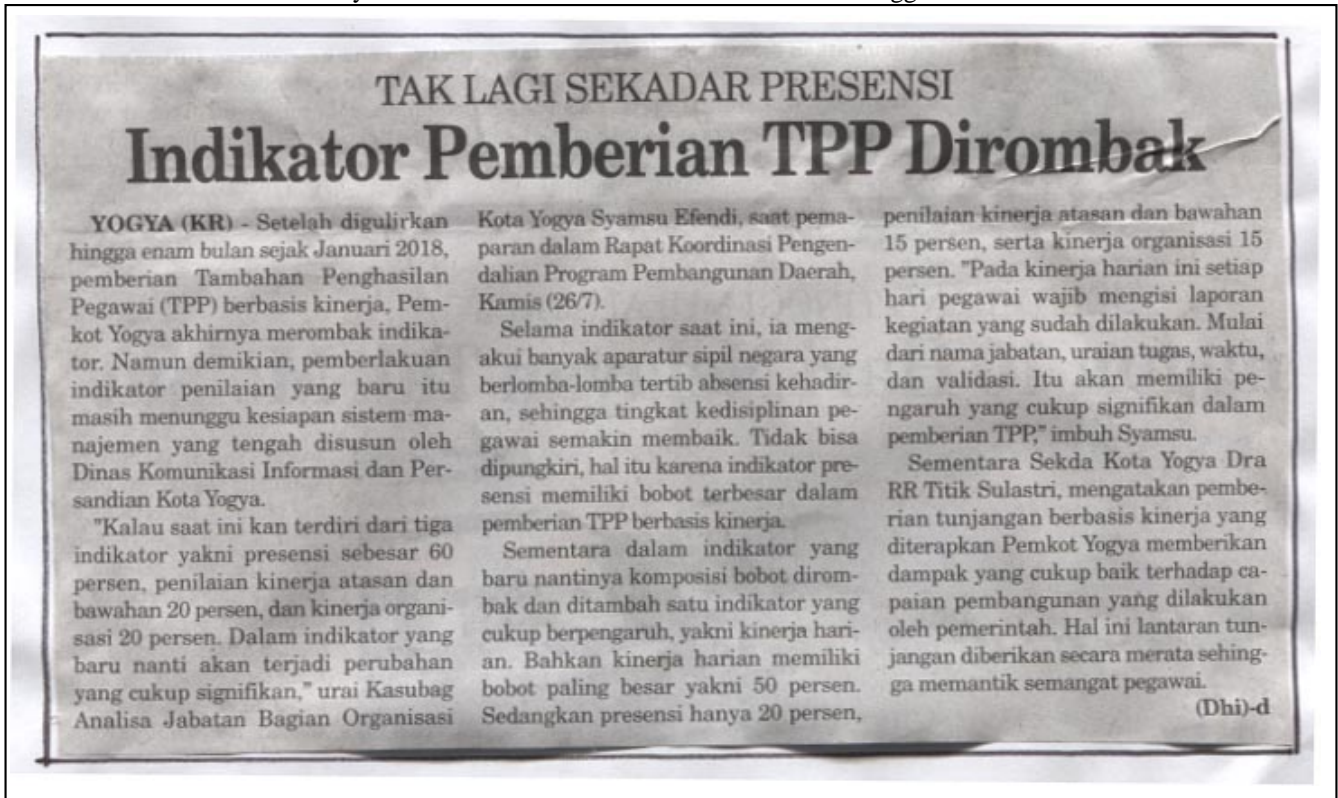 TAK LAGI SEKADAR PRESENSI
Indikator Pemberian TPP Dirombak
YOGYA (KR) - Setelah digulirkan
hingga enam bulan sejak Januari 2018,
pemberian Tambahan Penghasilan
Pegawai (TPP) berbasis kinerja, Pem-
kot Yogya akhirnya merombak indika-
tor. Namun demikian, pemberlakuan
indikator penilaian yang baru itu
masih menunggu kesiapan sistem ma-
najemen yang tengah disusun oleh
Dinas Komunikasi Informasi dan Per-
sandian Kota Yogya.
"Kalau saat ini kan terdiri dari tiga
indikator yakni presensi sebesar 60
persen, penilaian kinerja atasan dan
bawahan 20 persen, dan kinerja organi-
sasi 20 persen. Dalam indikator yang
baru nanti akan terjadi perubahan
yang cukup signifikan," urai Kasubag
Analisa Jabatan Bagian Organisasi
Kota Yogya Syamsu Efendi, saat pema-
paran dalam Rapat Koordinasi Pengen-
dalian Program Pembangunan Daerah,
Kamis (26/7).
Selama indikator saat ini, ia meng-
akui banyak aparatur sipil negara yang
berlomba-lomba tertib absensi kehadir-
an, sehingga tingkat kedisiplinan pe-
gawai semakin membaik. Tidak bisa
dipungkiri, hal itu karena indikator pre-
sensi memiliki bobot terbesar dalam
pemberian TPP berbasis kinerja.
Sementara dalam indikator yang
baru nantinya komposisi bobot dirom-
bak dan ditambah satu indikator yang
cukup berpengaruh, yakni kinerja hari-
an. Bahkan kinerja harian memiliki
bobot paling besar yakni 50 persen.
Sedangkan presensi hanya 20 persen,
penilaian kinerja atasan dan bawahan
15 persen, serta kinerja organisasi 15
persen. "Pada kinerja harian ini setiap
hari pegawai wajib mengisi laporan
kegiatan yang sudah dilakukan. Mulai
dari nama jabatan, uraian tugas, waktu,
dan validasi. Itu akan memiliki pe-
ngaruh yang cukup signifikan dalam
pemberian TPP," imbuh Syamsu.
Sementara Sekda Kota Yogya Dra
RR Titik Sulastri, mengatakan pembe-
rian tunjangan berbasis kinerja yang
diterapkan Pemkot Yogya memberikan
dampak yang cukup baik terhadap ca-
paian pembangunan yang dilakukan
oleh pemerintah. Hal ini lantaran tun-
jangan diberikan secara merata sehing-
ga memantik semangat pegawai.
(Dhi)-d